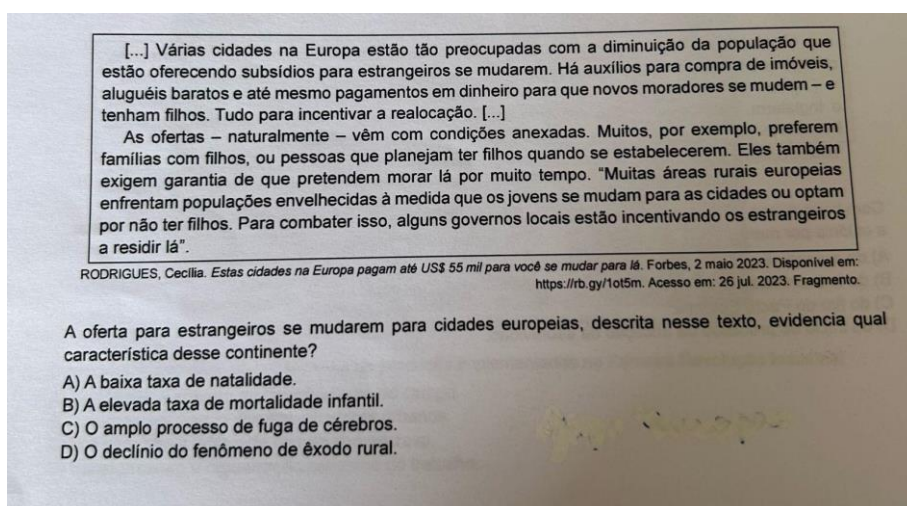 [...] Várias cidades na Europa estão tão preocupadas com a diminuição da população que
estão oferecendo subsídios para estrangeiros se mudarem. Há auxílios para compra de imóveis,
aluguéis baratos e até mesmo pagamentos em dinheiro para que novos moradores se mudem – e
tenham filhos. Tudo para incentivar a realocação. [...]
As ofertas – naturalmente – vêm com condições anexadas. Muitos, por exemplo, preferem
famílias com filhos, ou pessoas que planejam ter filhos quando se estabelecerem. Eles também
exigem garantia de que pretendem morar lá por muito tempo. “Muitas áreas rurais europeias
enfrentam populações envelhecidas à medida que os jovens se mudam para as cidades ou optam
por não ter filhos. Para combater isso, alguns governos locais estão incentivando os estrangeiros
a residir lá”.
RODRIGUES, Cecília. Estas cidades na Europa pagam até US$ 55 mil para você se mudar para lá. Forbes, 2 maio 2023. Disponível em:
https://rb.gy/1ot5m. Acesso em: 26 jul. 2023. Fragmento.
A oferta para estrangeiros se mudarem para cidades europeias, descrita nesse texto, evidencia qual
característica desse continente?
A) A baixa taxa de natalidade.
B) A elevada taxa de mortalidade infantil.
C) O amplo processo de fuga de cérebros.
D) O declínio do fenômeno de êxodo rural.